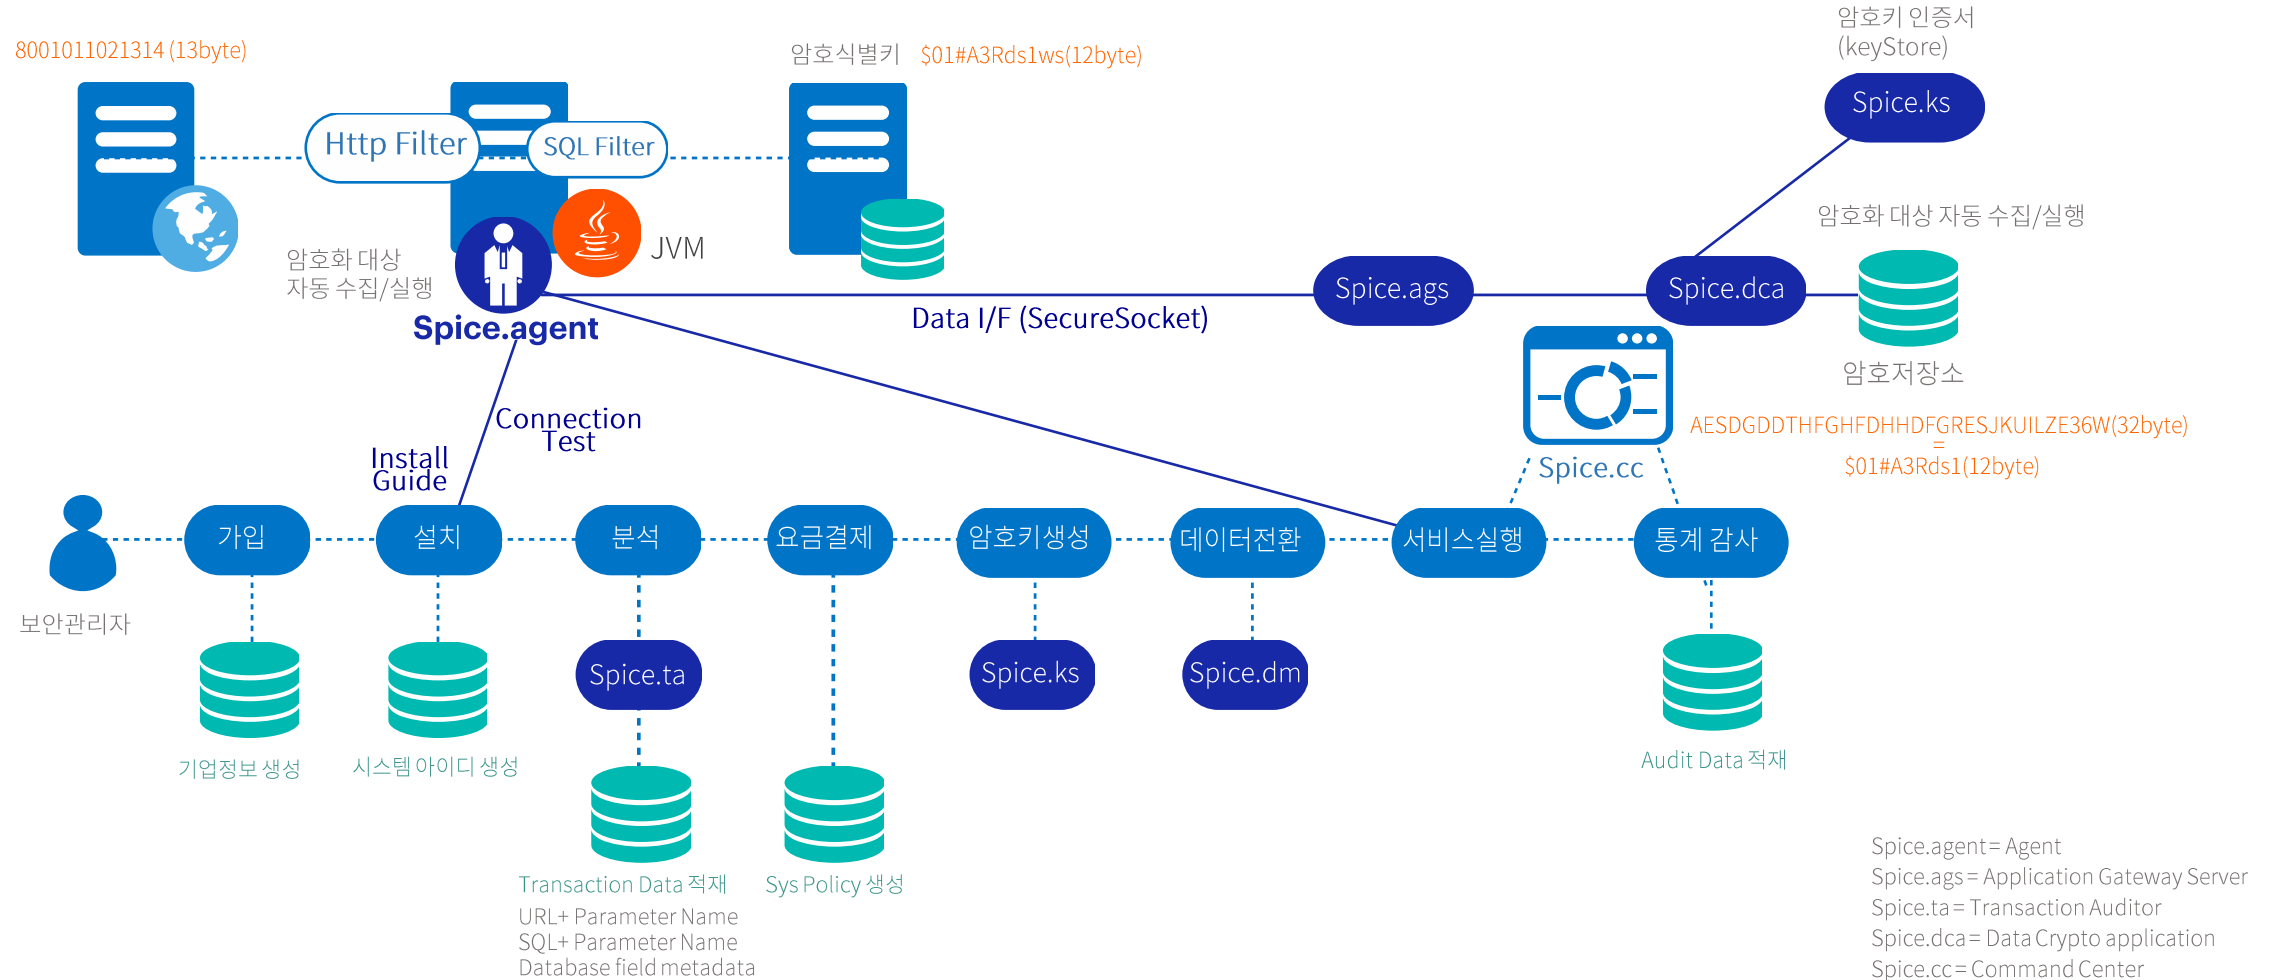 암호키 인증서
(keyStore)
8001011021314 (13byte)
암호식별키
$01#A3Rds1ws(12byte)
Spice.ks
Http Filter
SQL Filter
JVM
암호화 대상
자동 수집/실행
Spice.agent
암호화 대상 자동 수집/실행
Data I/F (SecureSocket)
Spice.ags
Spice.dca
암호저장소
AESDGDDTHFGHFDHHDFGRESJKUILZE36W(32byte)
=
$01#A3Rds1(12byte)
Spice.cc
Connection
Test
Install
Guide
보안관리자
가입
설치
분석
요금결제
암호키생성
데이터전환
서비스실행
통계 감사
Spice.ta
Spice.ks
Spice.dm
기업정보 생성
시스템 아이디 생성
Audit Data 적재
Transaction Data 적재
URL+ Parameter Name
SQL+ Parameter Name
Database field metadata
Sys Policy 생성
Spice.agent = Agent
Spice.ags = Application Gateway Server
Spice.ta = Transaction Auditor
Spice.dca = Data Crypto application
Spice.cc = Command Center